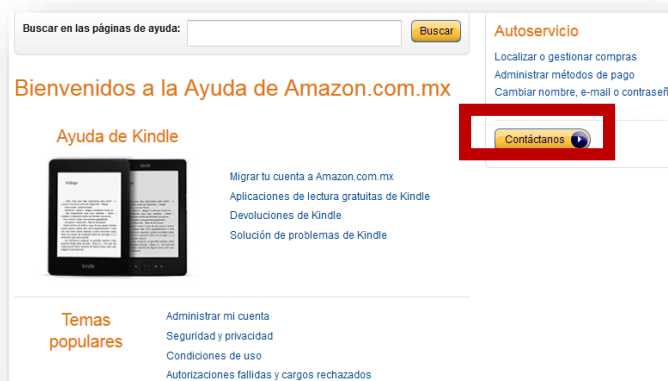 Buscar en las páginas de ayuda:
Buscar
Bienvenidos a la Ayuda de Amazon.com.mx
Ayuda de Kindle
Migrar tu cuenta a Amazon.com.mx
Aplicaciones de lectura gratuitas de Kindle
Devoluciones de Kindle
Solución de problemas de Kindle
kindle
Temas
populares
Administrar mi cuenta
Seguridad y privacidad
Condiciones de uso
Autorizaciones fallidas y cargos rechazados
Autoservicio
Localizar o gestionar compras
Administrar métodos de pago
Cambiar nombre, e-mail o contraseñ
Contáctanos